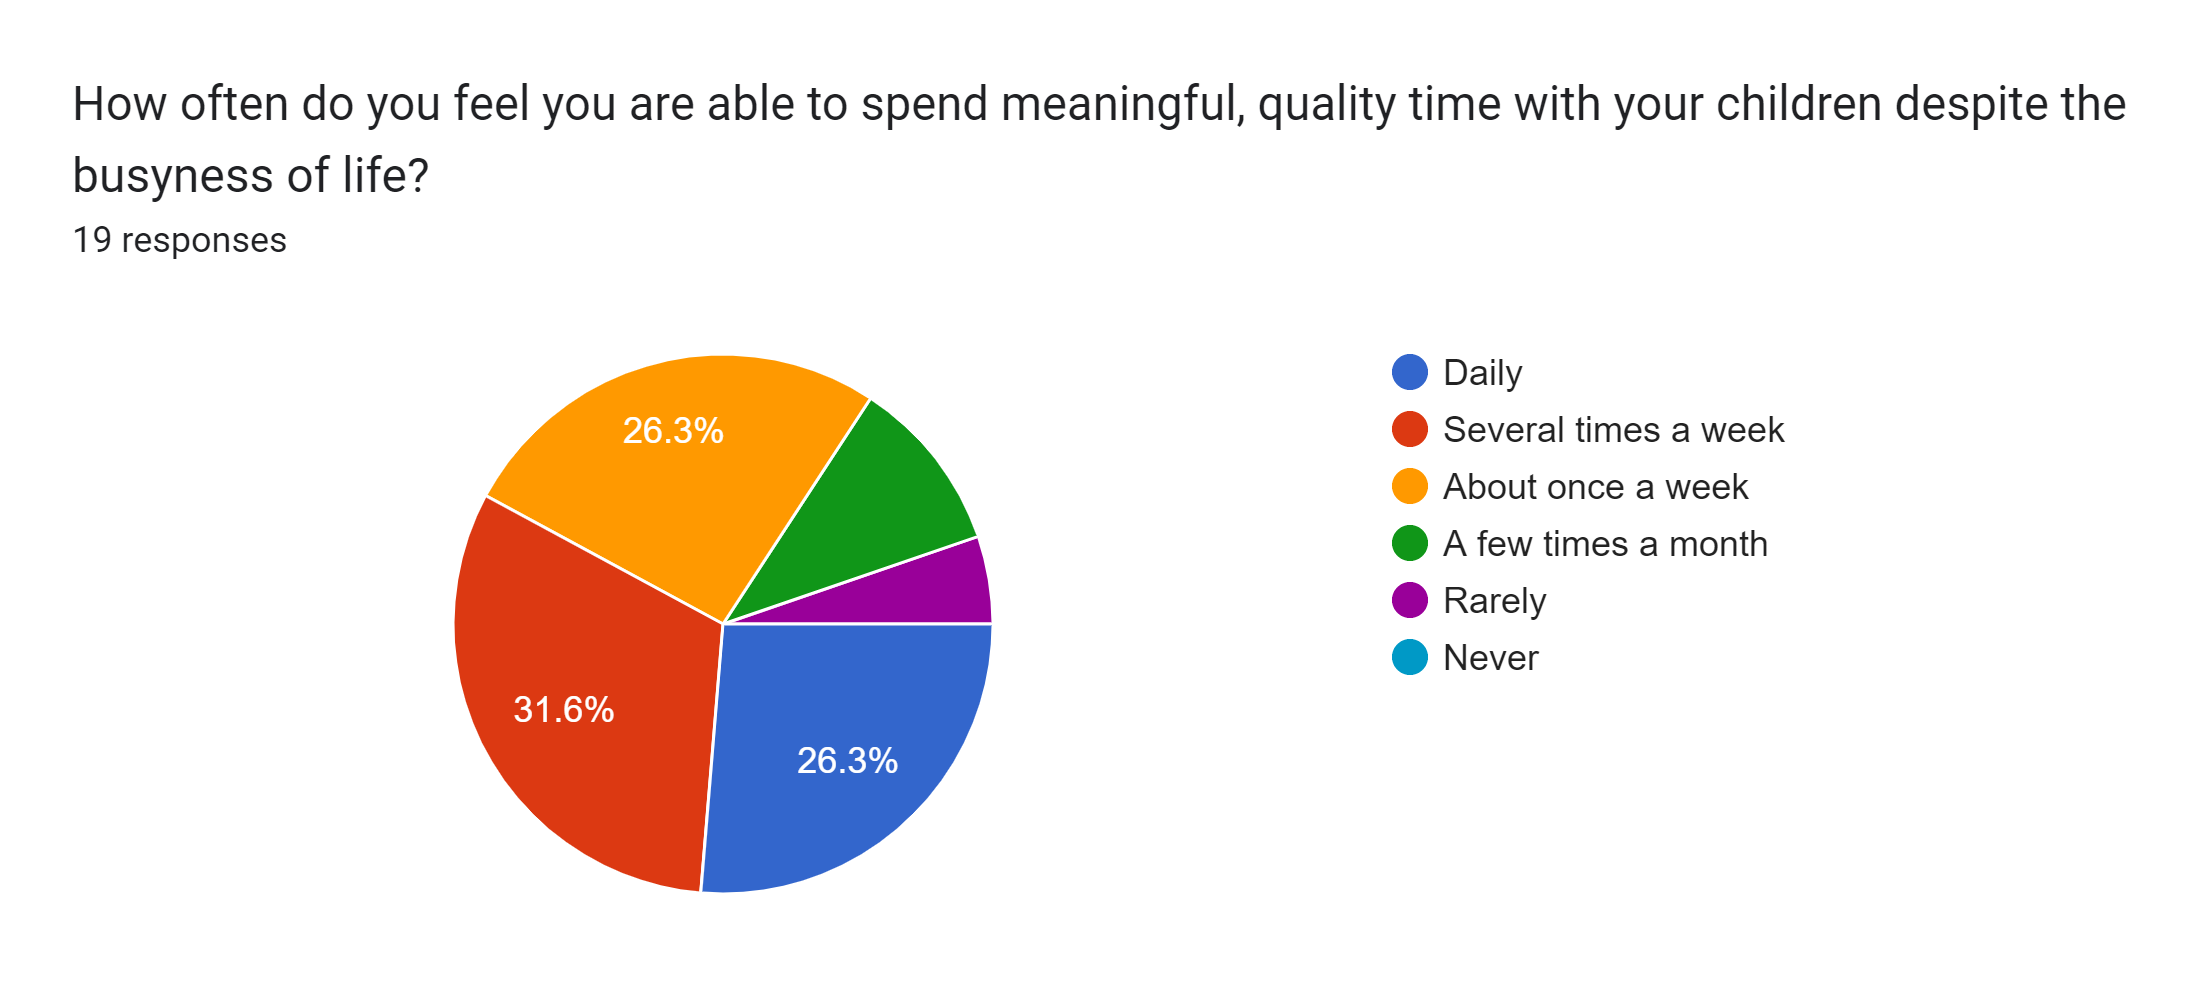 How often do you feel you are able to spend meaningful, quality time with your children despite the
busyness of life?
19 responses
26.3%
31.6%
26.3%
Daily
Several times a week
About once a week
A few times a month
Rarely
Never